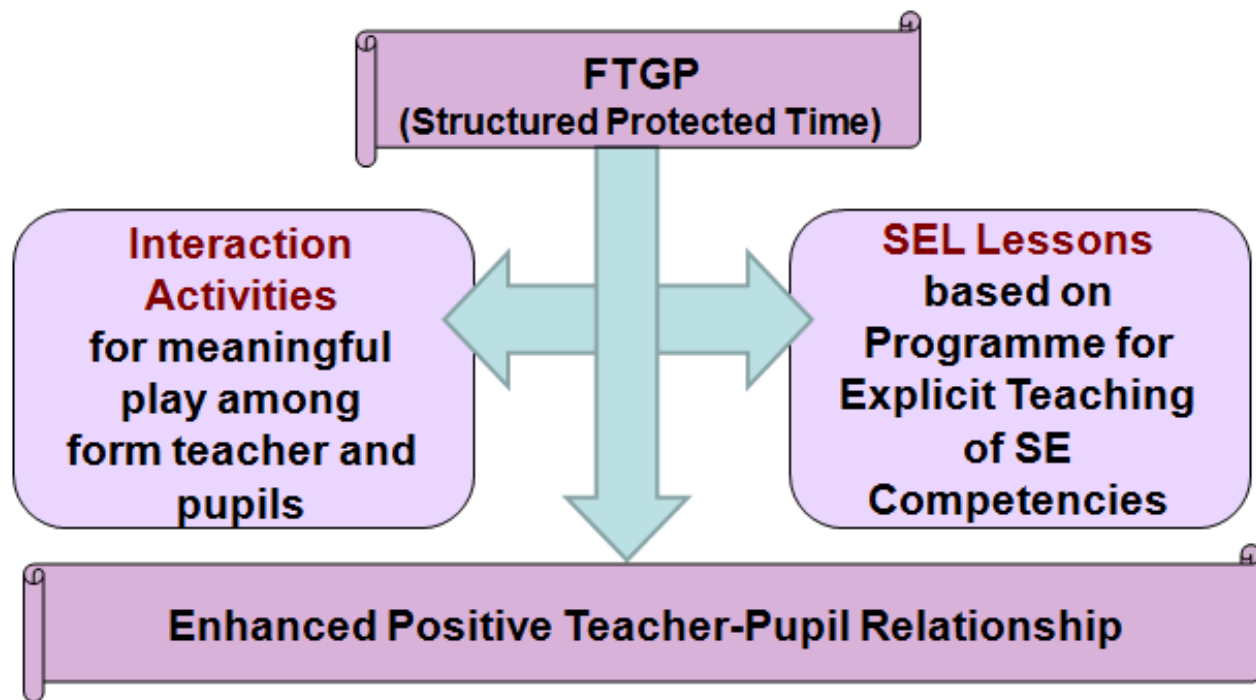 FTGP
(Structured Protected Time)
Interaction
Activities
for meaningful
play among
form teacher and
pupils
SEL Lessons
based on
Programme for
Explicit Teaching
of SE
Competencies
Enhanced Positive Teacher-Pupil Relationship